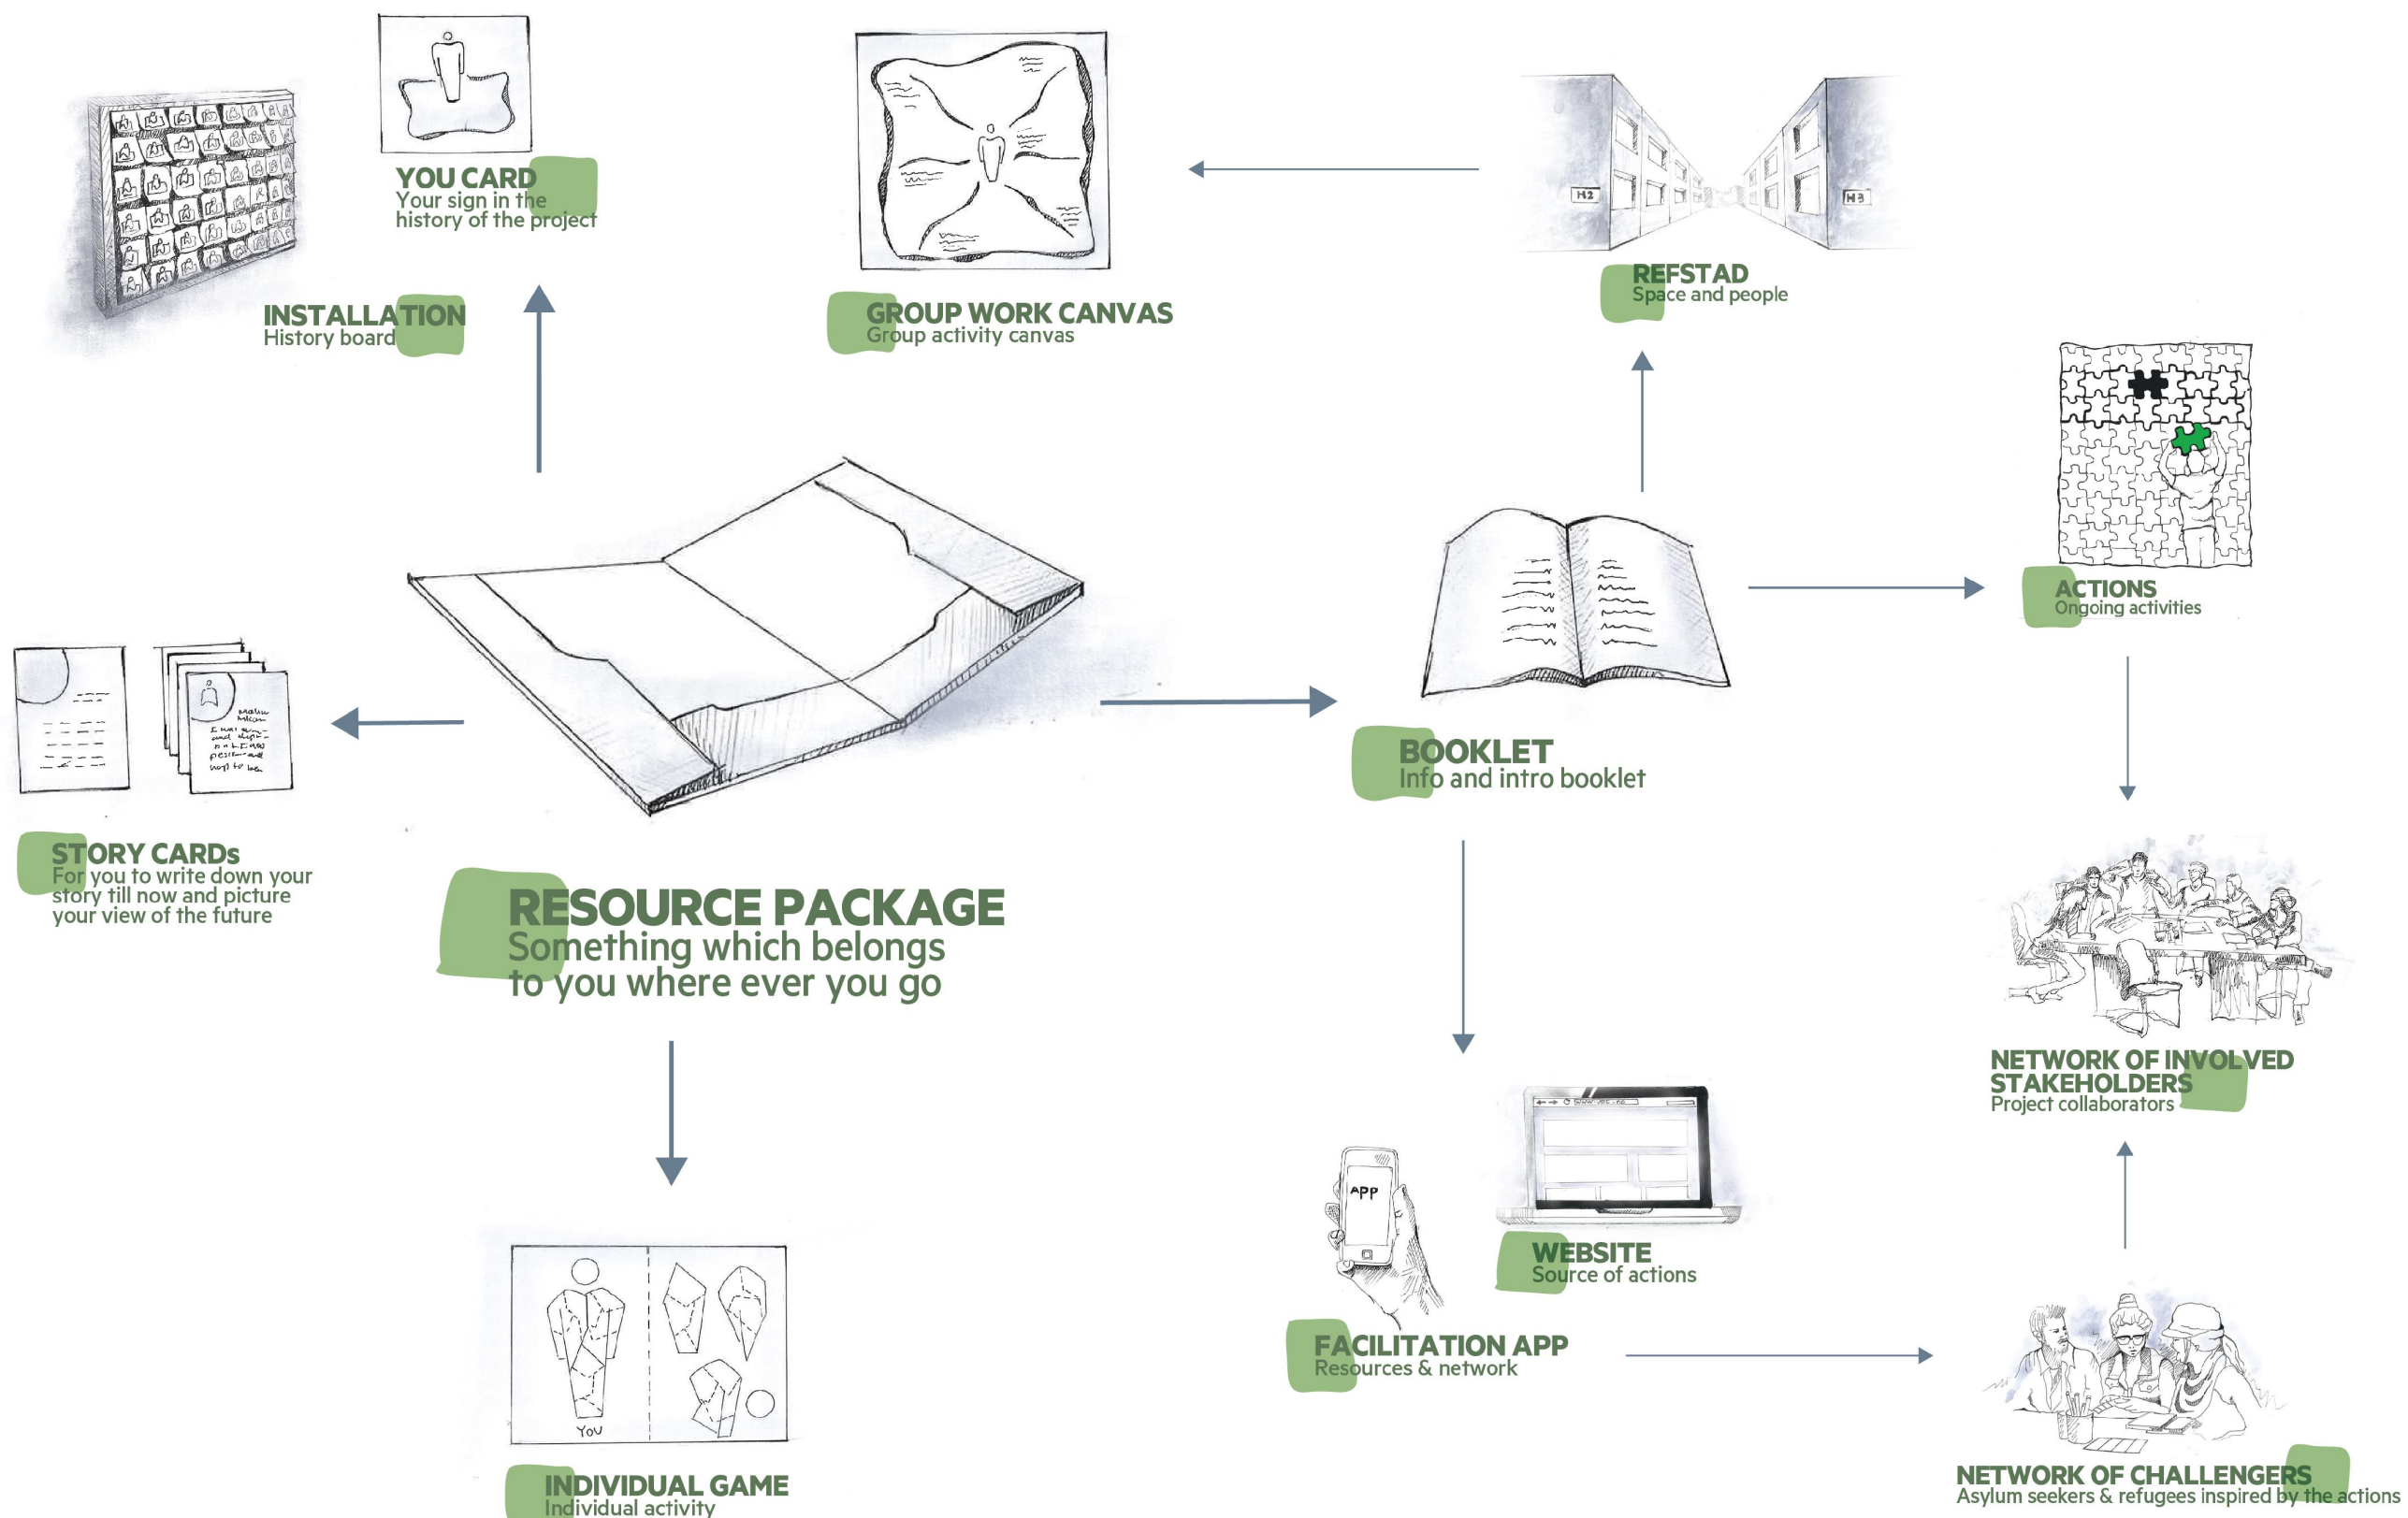 YOU CARD
Your sign in the
history of the project
INSTALLATION
History board
GROUP WORK CANVAS
Group activity canvas
H2
H3
REFSTAD
Space and people
ACTIONS
Ongoing activities
STORY CARDs
For you to write down your
story till now and picture
your view of the future
RESOURCE PACKAGE
Something which belongs
to you where ever you go
BOOKLET
Info and intro booklet
NETWORK OF INVOLVED
STAKEHOLDERS
Project collaborators
APP
WEBSITE
Source of actions
FACILITATION APP
Resources & network
YOU
INDIVIDUAL GAME
Individual activity
NETWORK OF CHALLENGERS
Asylum seekers & refugees inspired by the actions